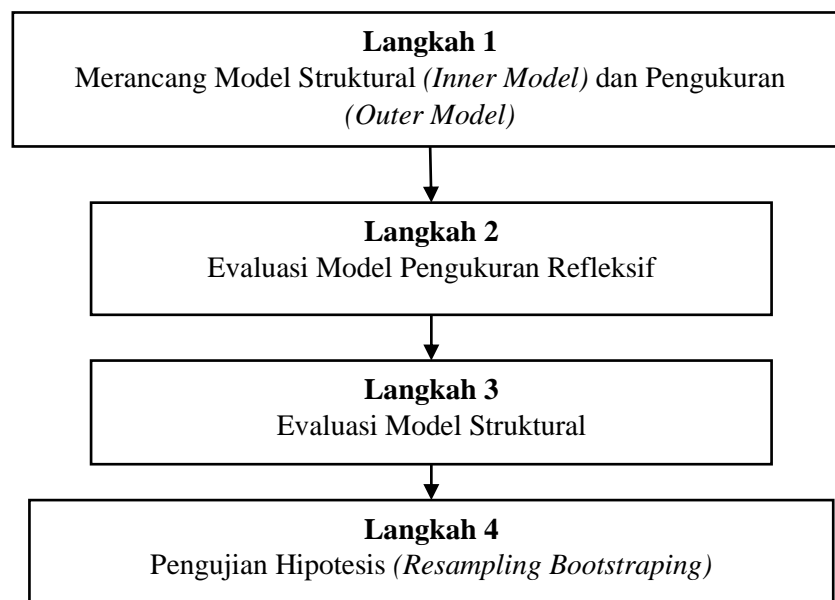 Langkah 1
Merancang Model Struktural (Inner Model) dan Pengukuran
(Outer Model)
Langkah 2
Evaluasi Model Pengukuran Refleksif
Langkah 3
Evaluasi Model Struktural
Langkah 4
Pengujian Hipotesis (Resampling Bootstraping)